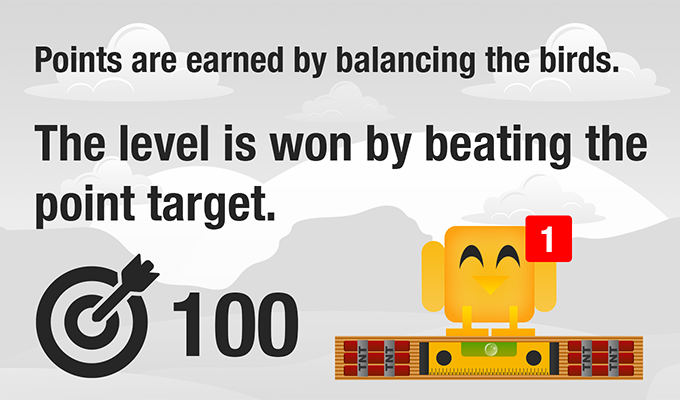 Points are earned by balancing the birds.
The level is won by beating the
point target.
1
100
TNT TNT TNT TNT